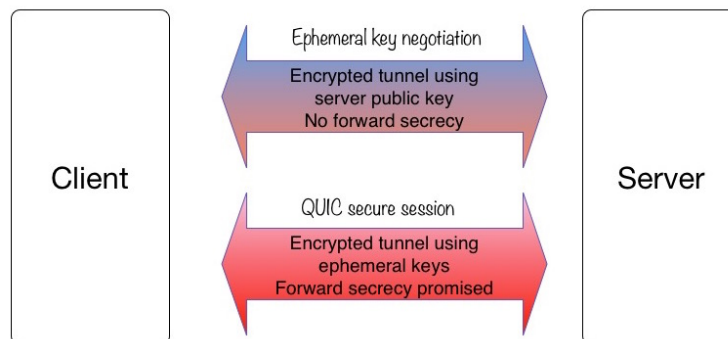 Ephemeral key negotiation
Encrypted tunnel using
server public key
No forward secrecy
Client
Server
QUIC secure session
Encrypted tunnel using
ephemeral keys
Forward secrecy promised